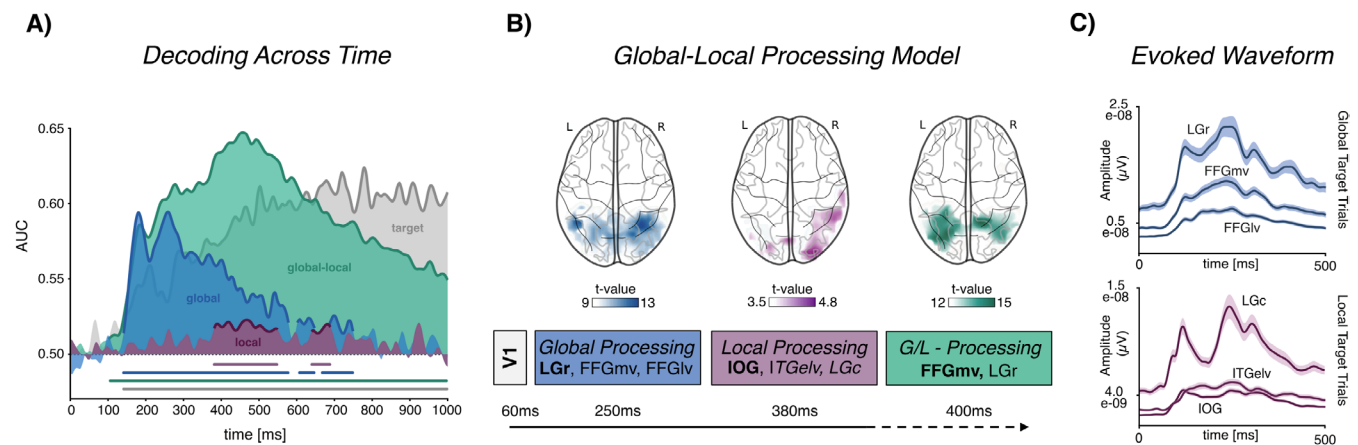 A)
Decoding Across Time
AUC
0.65
0.60
0.55
0.50
target
global-local
global
local
0 100 200 300 400 500 600 700 800 900 1000
time [ms]
B)
Global-Local Processing Model
L R
L R
L R
t-value
9 13
t-value
3.5 4.8
t-value
12 15
V1
Global Processing
LGr, FFGmv, FFGlv
Local Processing
IOG, ITGelv, LGc
G/L - Processing
FFGmv, LGr
60ms 250ms 380ms 400ms
C)
Evoked Waveform
2.5
e-08
Amplitude
(μV)
0.5
e-08
LGr
FFGmv
FFGlv
0 time [ms] 500
Global Target Trials
1.5
e-08
Amplitude
(μV)
4.0
e-09
LGc
ITGelv
IOG
0 time [ms] 500
Local Target Trials